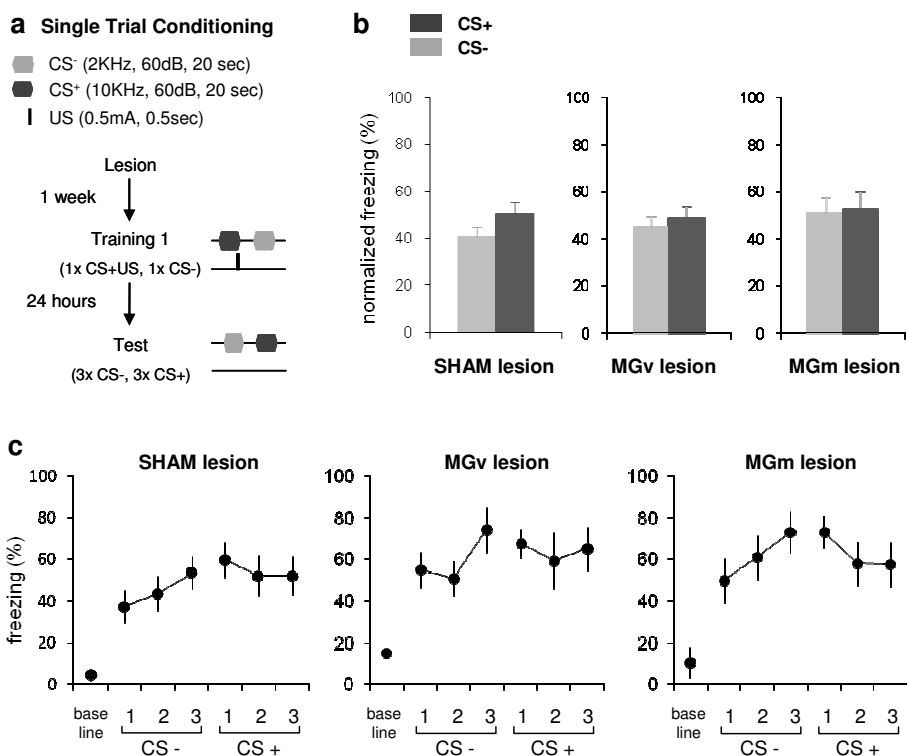 a Single Trial Conditioning
CS- (2KHz, 60dB, 20 sec)
CS+ (10KHz, 60dB, 20 sec)
US (0.5mA, 0.5sec)
Lesion
1 week
Training 1
(1x CS+US, 1x CS-)
24 hours
Test
(3x CS-, 3x CS+)
b
CS+
CS-
normalized freezing (%)
100
80
60
40
20
0
SHAM lesion
100
80
60
40
20
0
MGv lesion
100
80
60
40
20
0
MGm lesion
c
SHAM lesion
freezing (%)
100
80
60
40
20
0
base line
1 2 3 1 2 3
CS - CS +
MGv lesion
100
80
60
40
20
0
base line
1 2 3 1 2 3
CS - CS +
MGm lesion
100
80
60
40
20
0
base line
1 2 3 1 2 3
CS - CS +